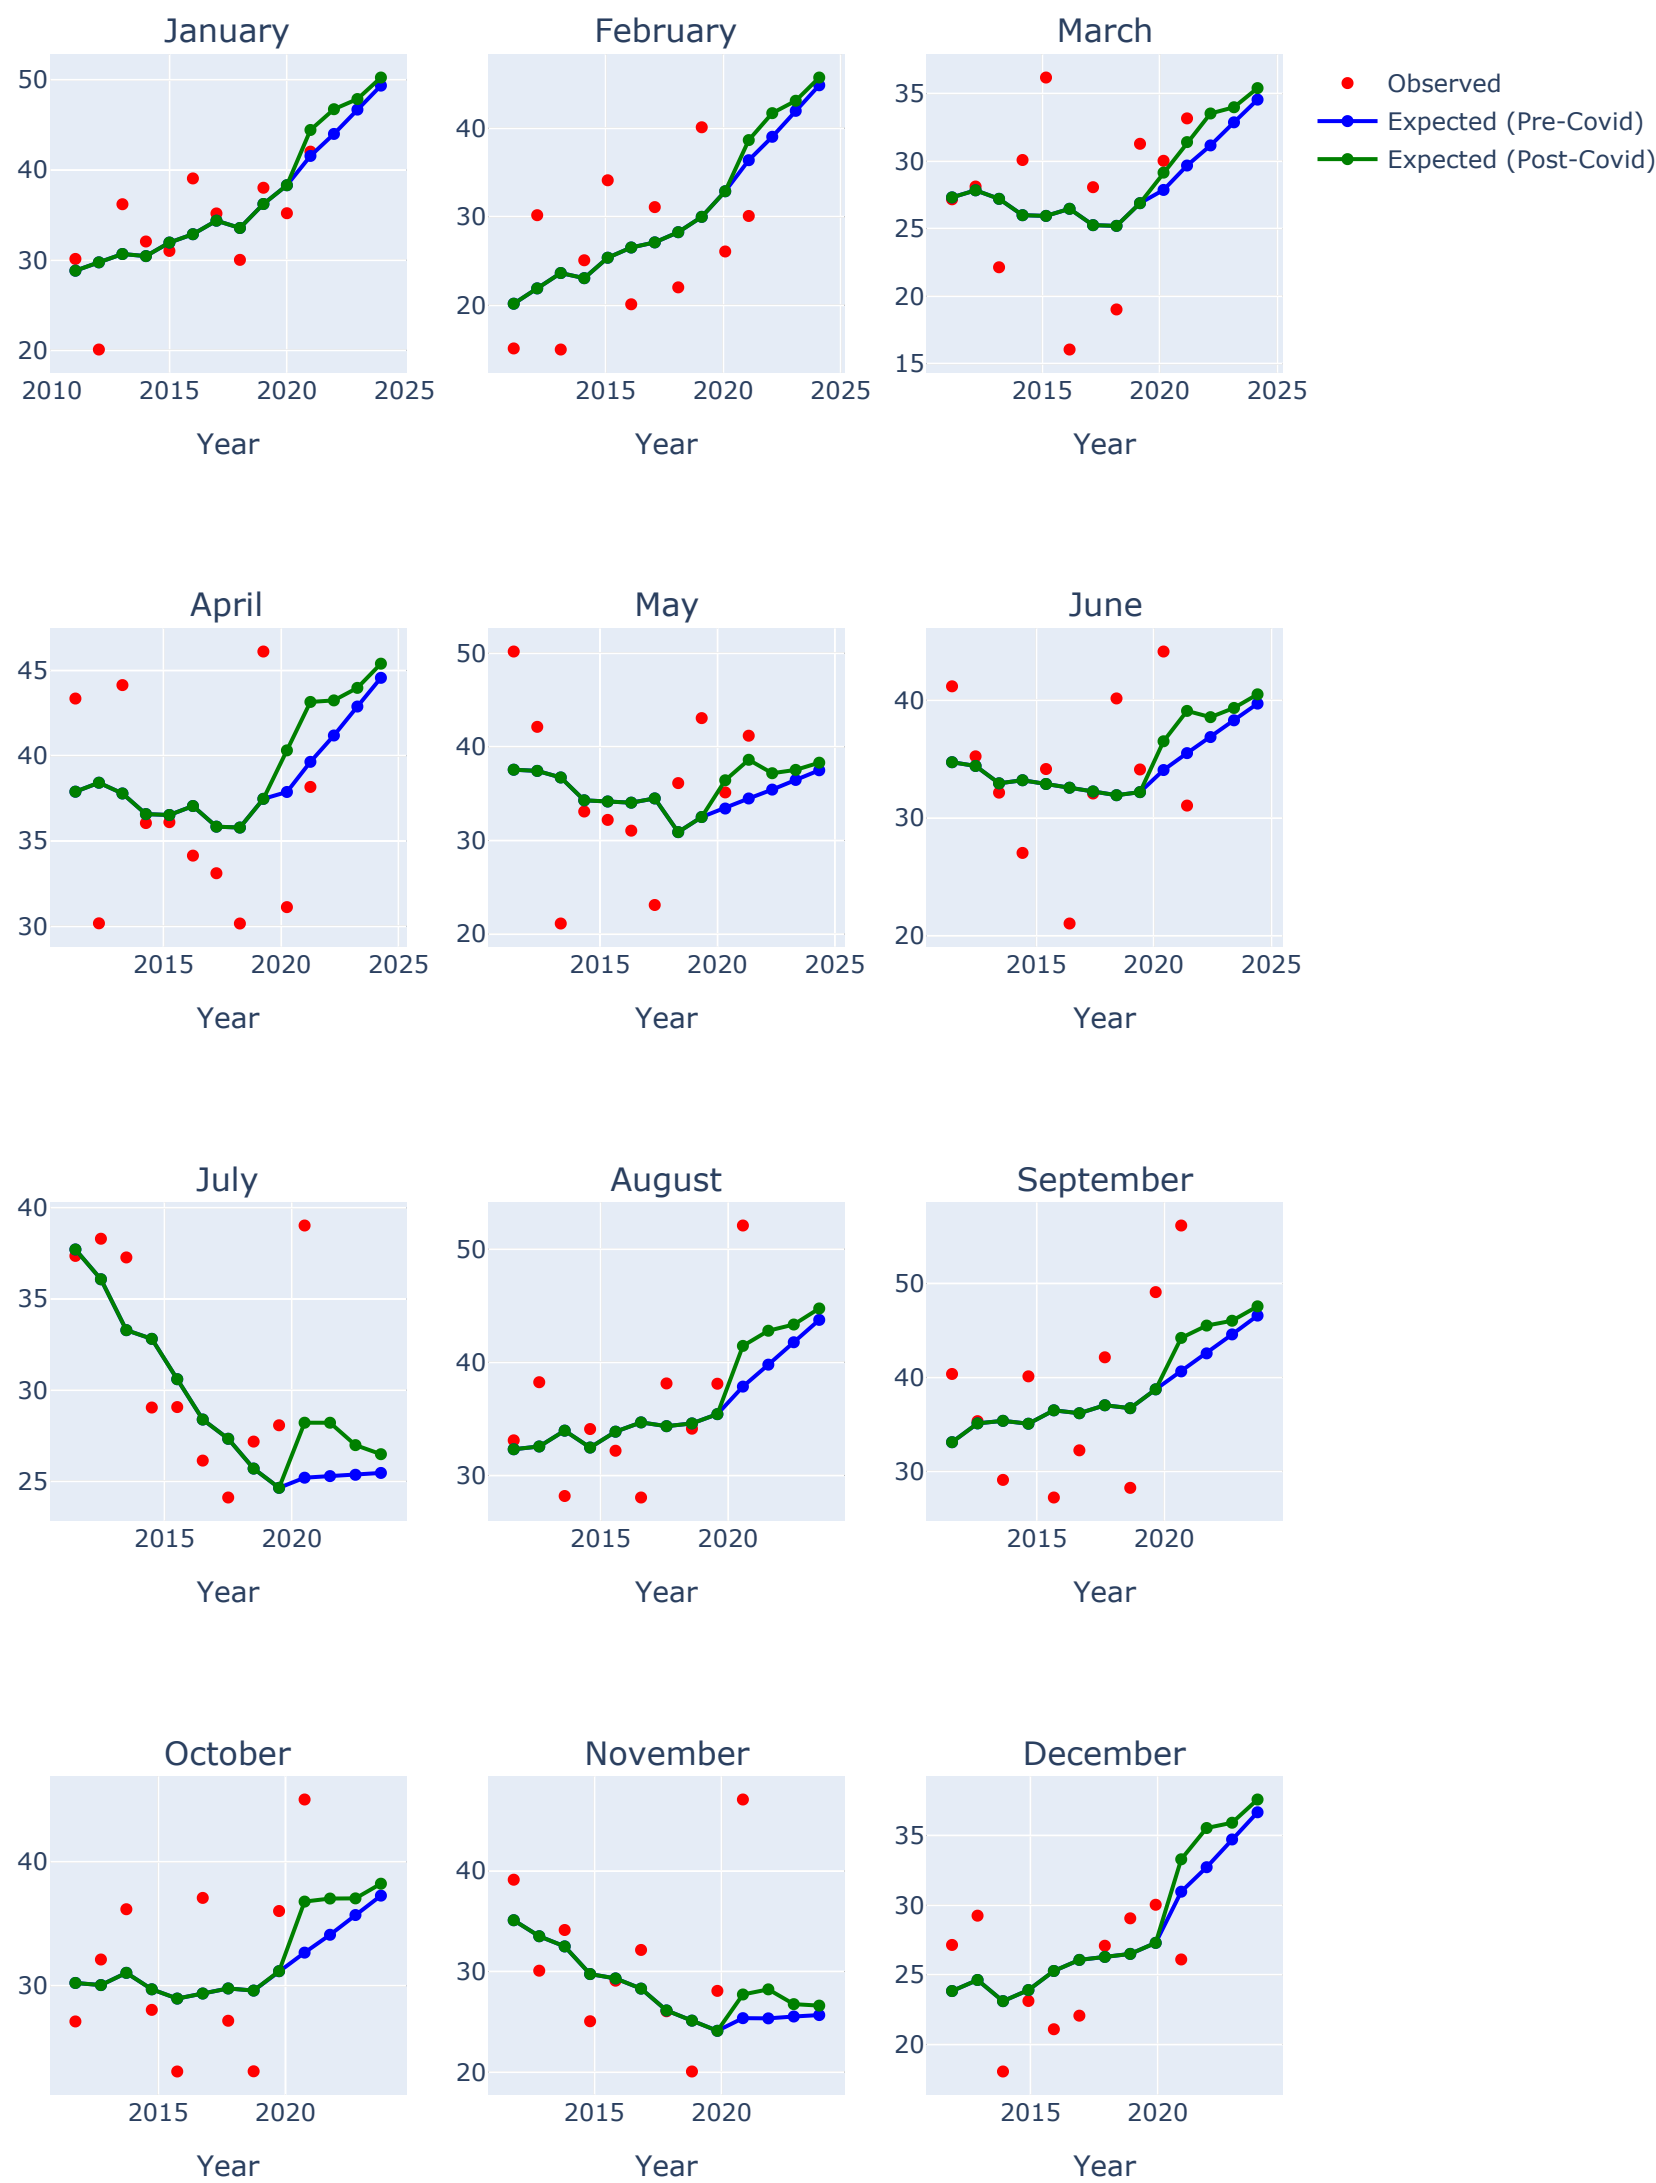 January
February
March
50
40
30
20
2010
2015
2020
2025
Year
40
30
20
2015
2020
2025
Year
35
30
25
20
15
2015
2020
2025
Year
Observed
Expected (Pre-Covid)
Expected (Post-Covid)
April
May
June
45
40
35
30
2015
2020
2025
Year
50
40
30
20
2015
2020
2025
Year
40
30
20
2015
2020
2025
Year
July
August
September
40
35
30
25
2015
2020
Year
50
40
30
2015
2020
Year
50
40
30
2015
2020
Year
October
November
December
40
30
2015
2020
Year
40
30
20
2015
2020
Year
35
30
25
20
2015
2020
Year